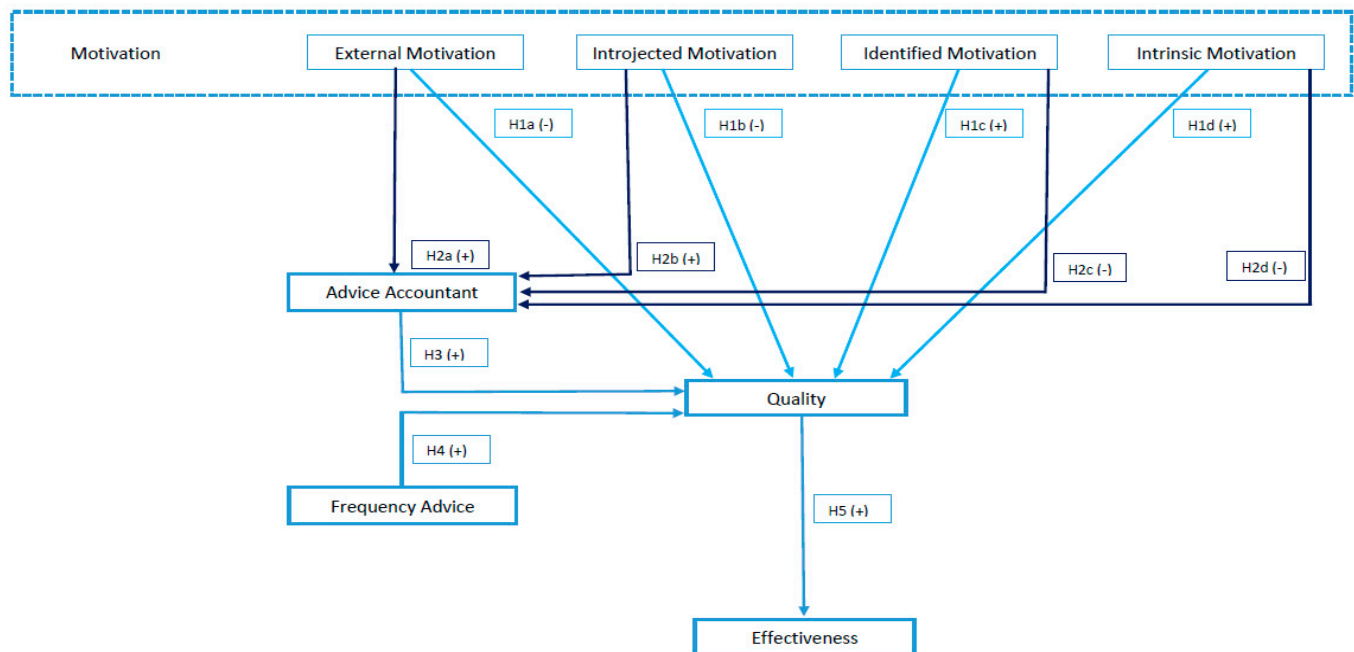 Motivation
External Motivation
Introjected Motivation
Identified Motivation
Intrinsic Motivation
H1a (-)
H1b (-)
H1c (+)
H1d (+)
H2a (+)
H2b (+)
H2c (-)
H2d (-)
Advice Accountant
H3 (+)
Quality
H4 (+)
Frequency Advice
H5 (+)
Effectiveness